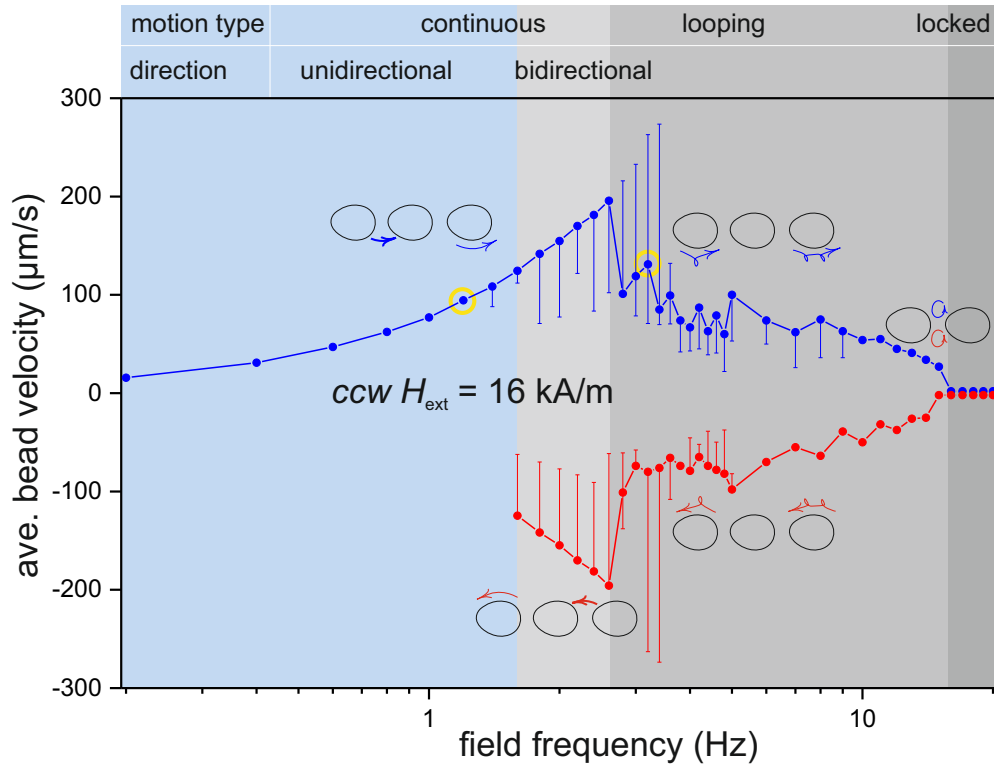 motion type continuous looping locked
direction unidirectional bidirectional
300
200
100
0
-100
-200
-300
ave. bead velocity (µm/s)
ccw Hext = 16 kA/m
1 10
field frequency (Hz)